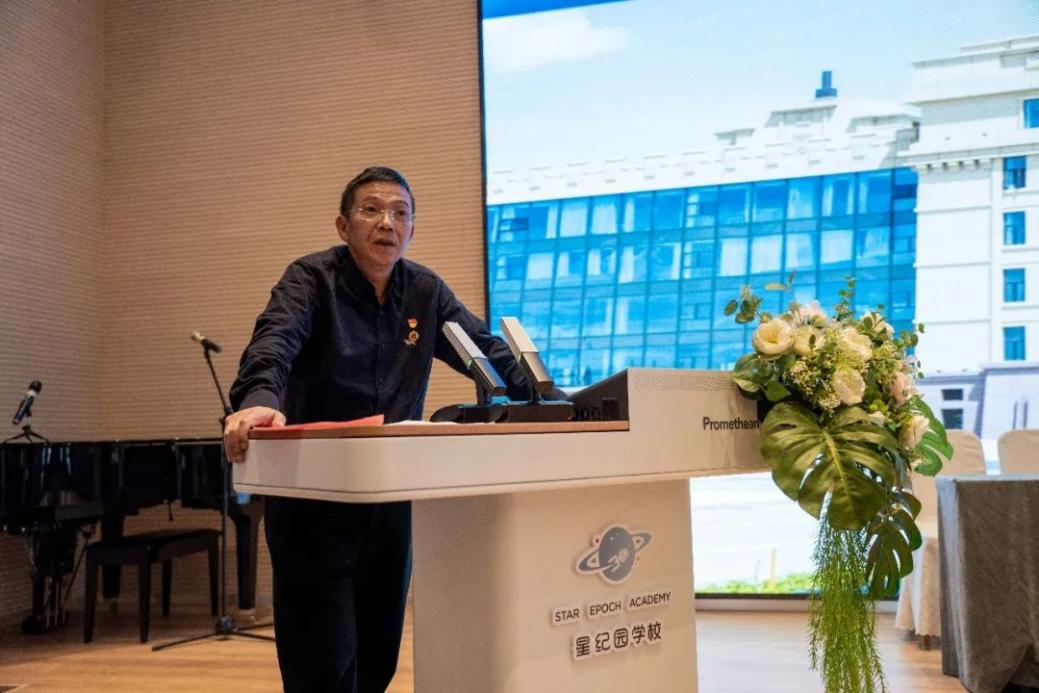 Promethean
STAR EPOCH ACADEMY
星纪园学校